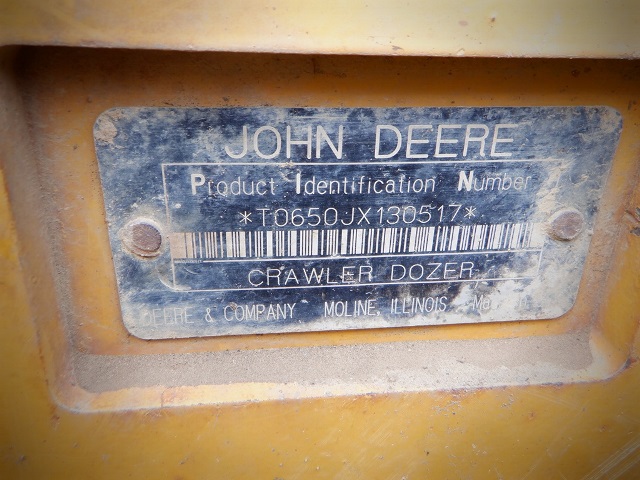 JOHN DEERE
Product Identification Number
*T0650JX130517*
CRAWLER DOZER
DEERE & COMPANY MOLINE, ILLINOIS